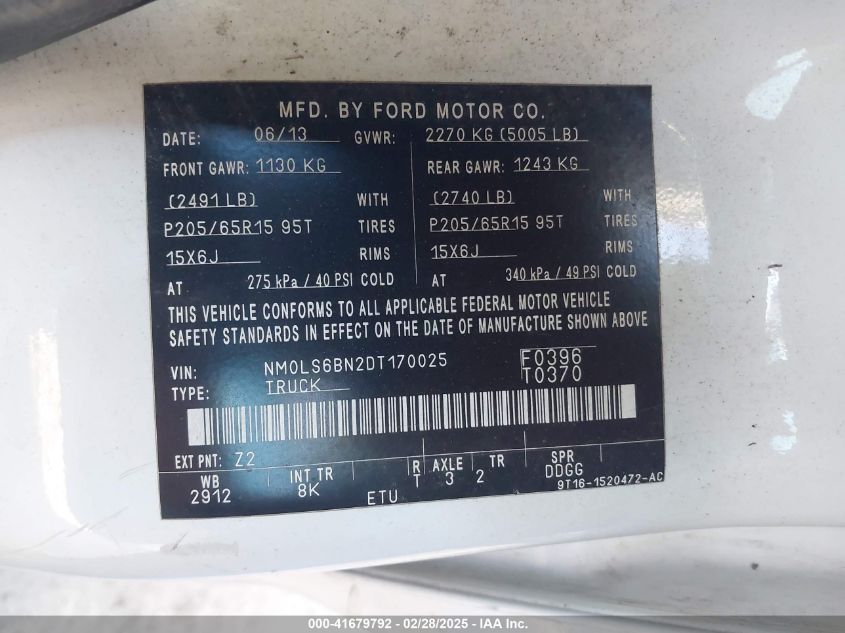 MFD. BY FORD MOTOR CO.
DATE: 06/13 GVWR: 2270 KG (5005 LB)
FRONT GAWR: 1130 KG REAR GAWR: 1243 KG
(2491 LB) WITH (2740 LB) WITH
P205/65R15 95T TIRES P205/65R15 95T TIRES
15X6J RIMS 15X6J RIMS
AT 275 kPa / 40 PSI COLD AT 340 kPa / 49 PSI COLD
THIS VEHICLE CONFORMS TO ALL APPLICABLE FEDERAL MOTOR VEHICLE
SAFETY STANDARDS IN EFFECT ON THE DATE OF MANUFACTURE SHOWN ABOVE
VIN: NM0LS6BN2DT170025 F0396
TYPE: TRUCK T0370
EXT PNT: Z2
WB INT TR R AXLE TR SPR
2912 8K T 3 2 DDGG
ETU 9T16-1520472-AC
000-41679792 - 02/28/2025 - IAA Inc.